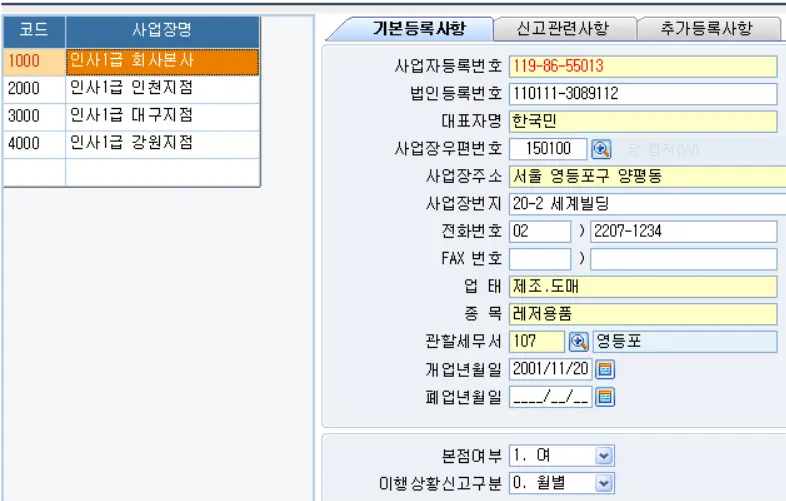 코드 사업장명
1000 인사1급 회사본사
2000 인사1급 인천지점
3000 인사1급 대구지점
4000 인사1급 강원지점
기본등록사항 신고관련사항 추가등록사항
사업자등록번호 119-86-55013
법인등록번호 110111-3089112
대표자명 한국민
사업장우편번호 150100 창 캡처(W)
사업장주소 서울 영등포구 양평동
사업장번지 20-2 세계빌딩
전화번호 02 ) 2207-1234
FAX 번호 )
업 태 제조.도매
종 목 레저용품
관할세무서 107 영등포
개업년월일 2001/11/20
폐업년월일 ____/__/__
본점여부 1. 여
이행상황신고구분 0. 월별